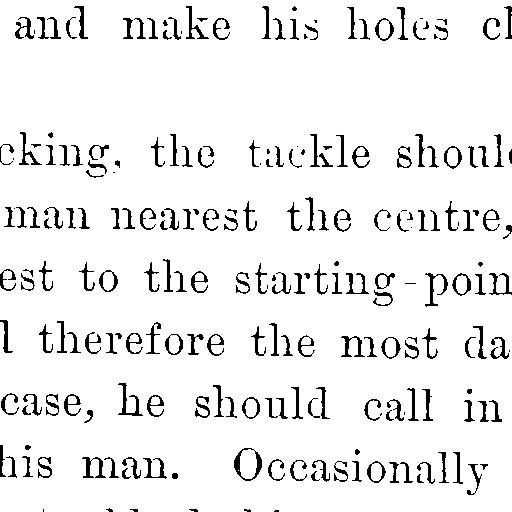 and make his holes cl
cking, the tackle should
man nearest the centre,
est to the starting-poin
l therefore the most da
case, he should call in
his man. Occasionally